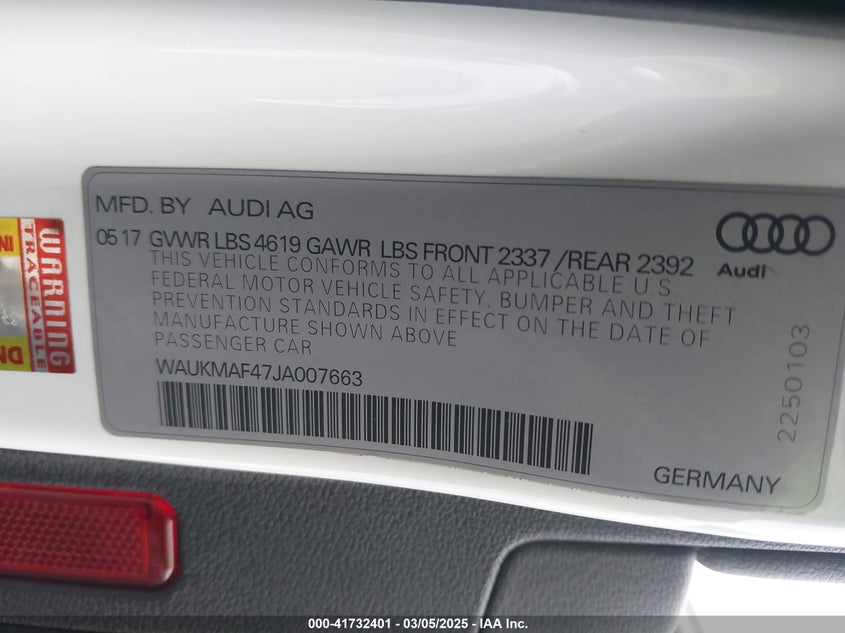 MFD. BY AUDI AG
05 17 GVWR LBS 4619 GAWR LBS FRONT 2337 /REAR 2392
THIS VEHICLE CONFORMS TO ALL APPLICABLE U.S.
FEDERAL MOTOR VEHICLE SAFETY, BUMPER AND THEFT
PREVENTION STANDARDS IN EFFECT ON THE DATE OF
MANUFACTURE SHOWN ABOVE
PASSENGER CAR
WAUKMAF47JA007663
GERMANY
Audi
2250103
WARNING
TRACEABLE
000-41732401 - 03/05/2025 - IAA Inc.